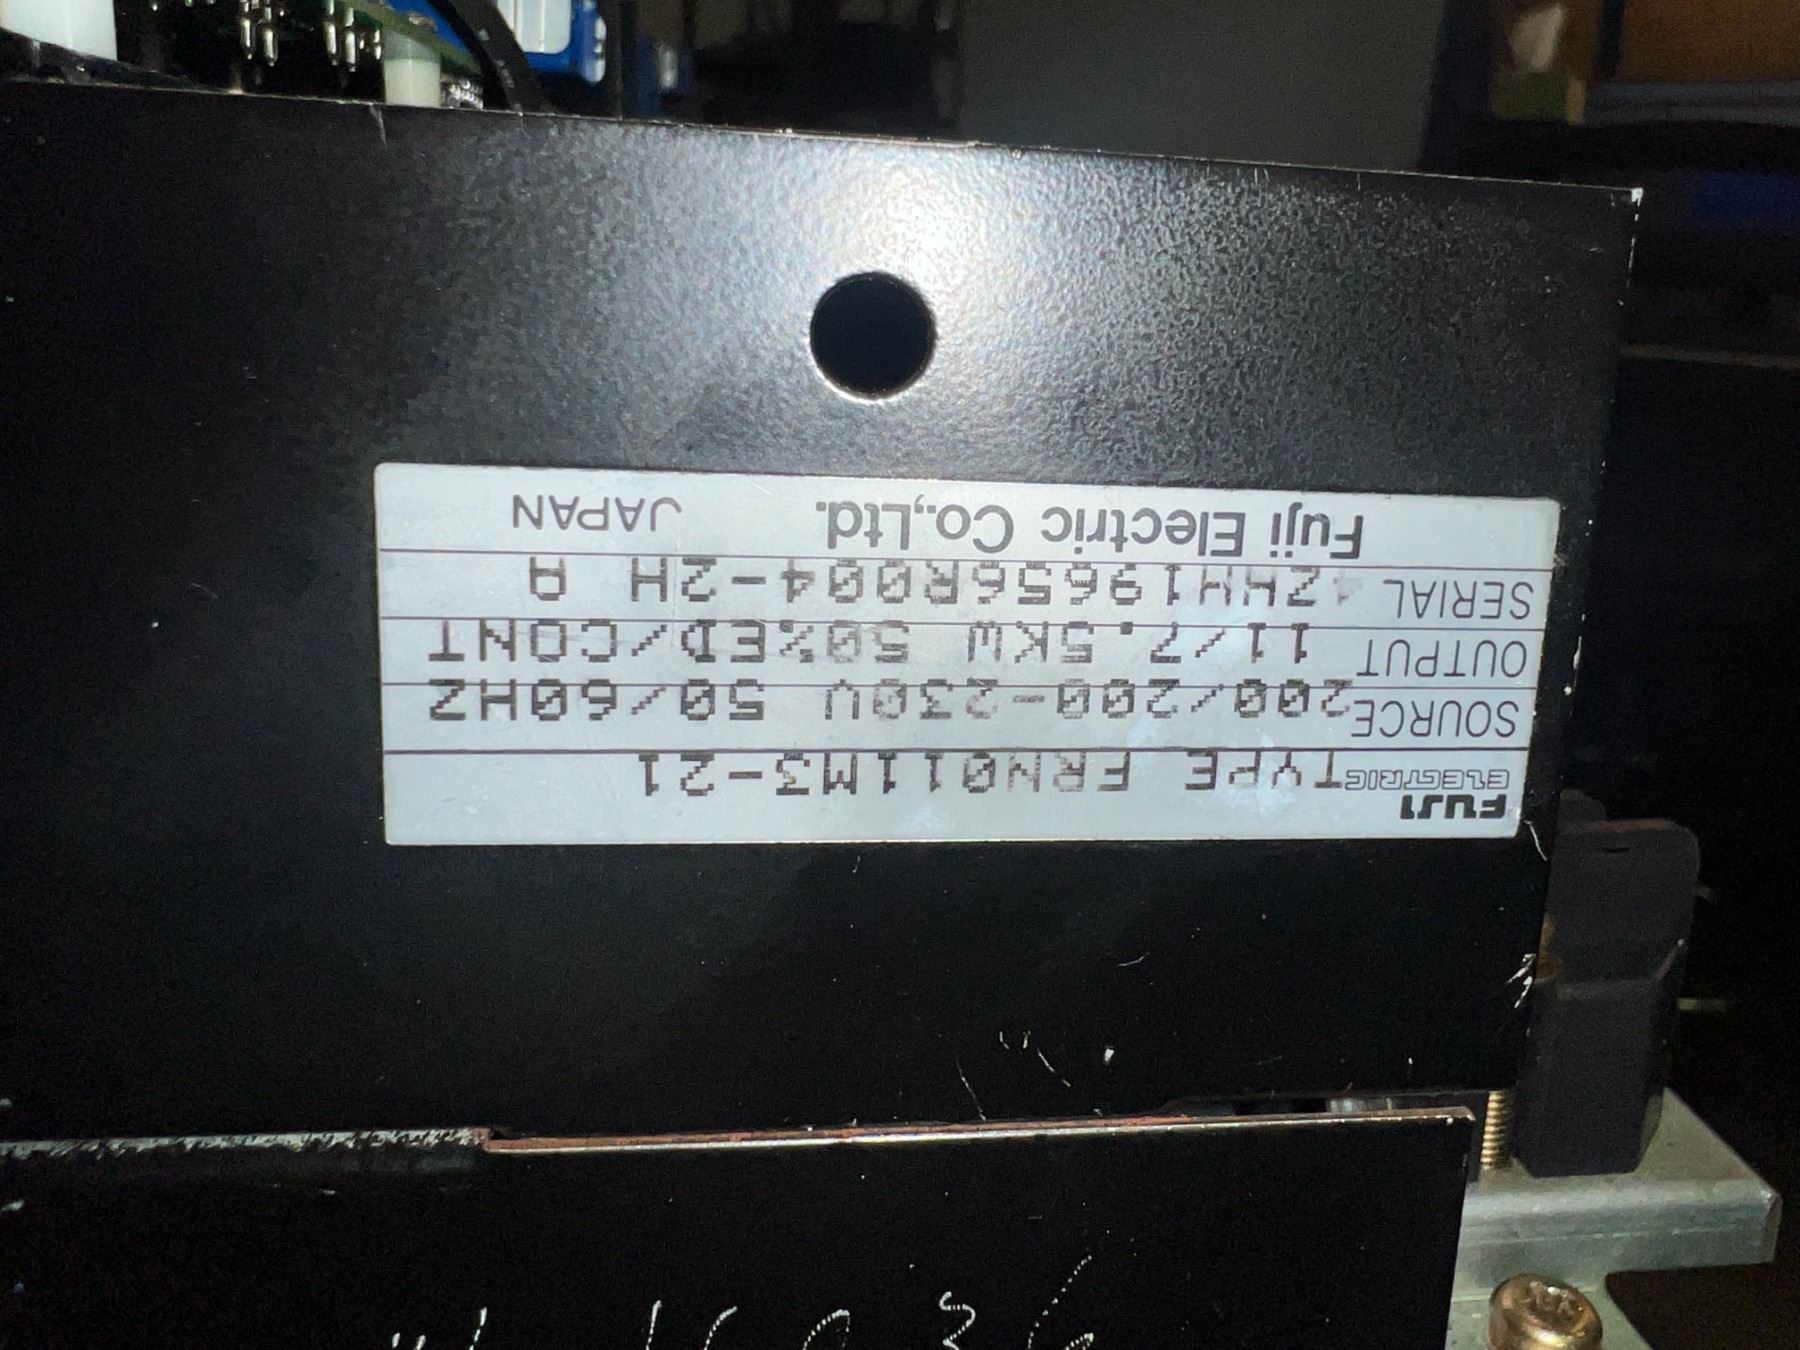 FUJI
ELECTRIC TYPE FRN011M3-21
SOURCE 200/200-230V 50/60HZ
OUTPUT 11/7.5KW 50%ED/CONT
SERIAL 42HH19656R004-2H A
Fuji Electric Co.,Ltd. JAPAN